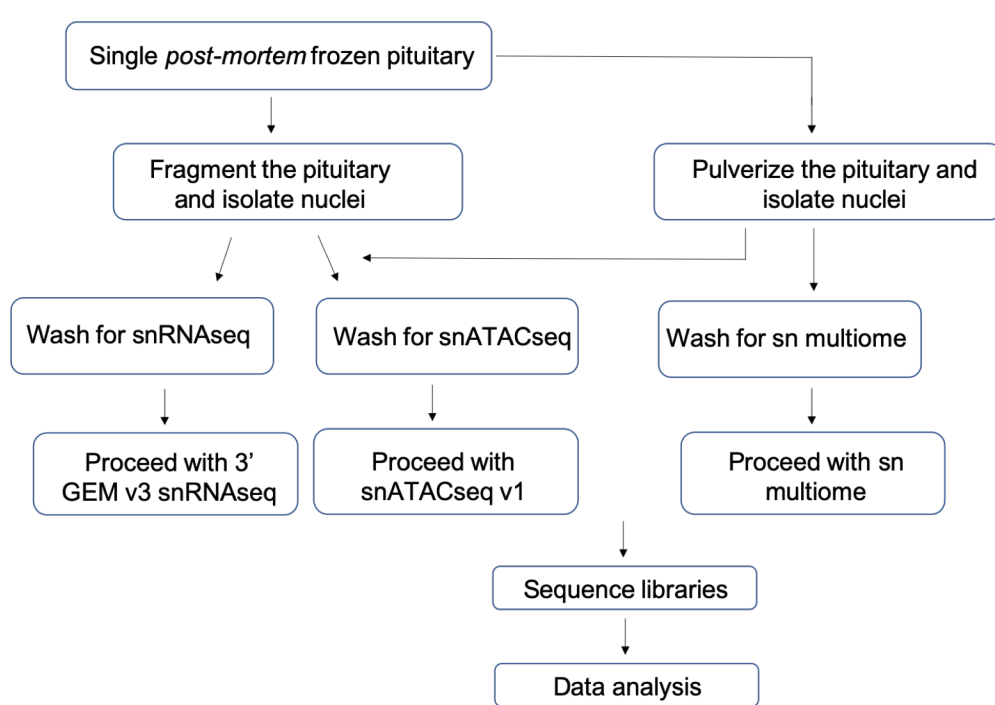 Single post-mortem frozen pituitary
Fragment the pituitary
and isolate nuclei
Pulverize the pituitary and
isolate nuclei
Wash for snRNAseq
Wash for snATACseq
Wash for sn multiome
Proceed with 3’
GEM v3 snRNAseq
Proceed with
snATACseq v1
Proceed with sn
multiome
Sequence libraries
Data analysis